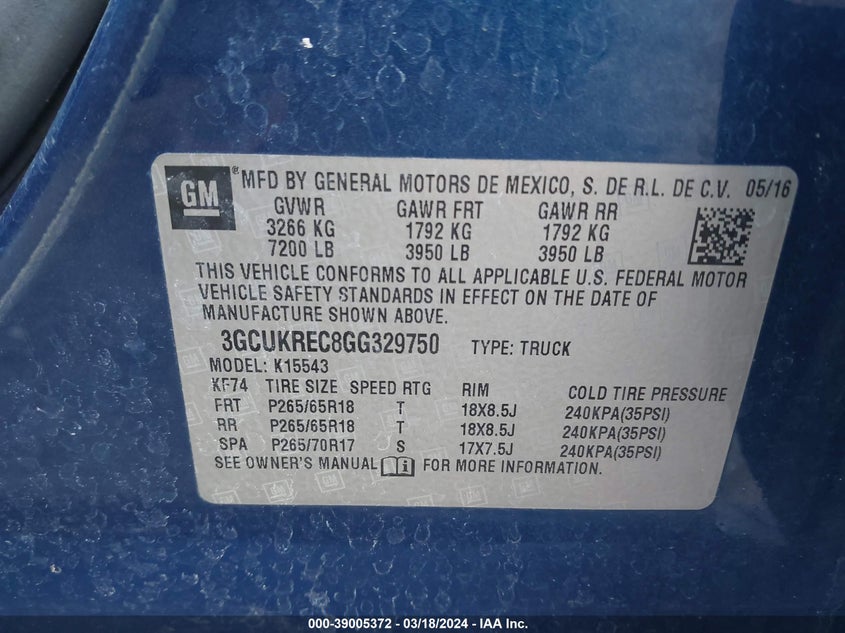 GM ® MFD BY GENERAL MOTORS DE MEXICO, S. DE R.L. DE C.V. 05/16
GVWR GAWR FRT GAWR RR
3266 KG 1792 KG 1792 KG
7200 LB 3950 LB 3950 LB
THIS VEHICLE CONFORMS TO ALL APPLICABLE U.S. FEDERAL MOTOR
VEHICLE SAFETY STANDARDS IN EFFECT ON THE DATE OF
MANUFACTURE SHOWN ABOVE.
3GCUKREC8GG329750 TYPE: TRUCK
MODEL: K15543
KF74 TIRE SIZE SPEED RTG RIM COLD TIRE PRESSURE
FRT P265/65R18 T 18X8.5J 240KPA(35PSI)
RR P265/65R18 T 18X8.5J 240KPA(35PSI)
SPA P265/70R17 S 17X7.5J 240KPA(35PSI)
SEE OWNER'S MANUAL FOR MORE INFORMATION.
000-39005372 - 03/18/2024 - IAA Inc.